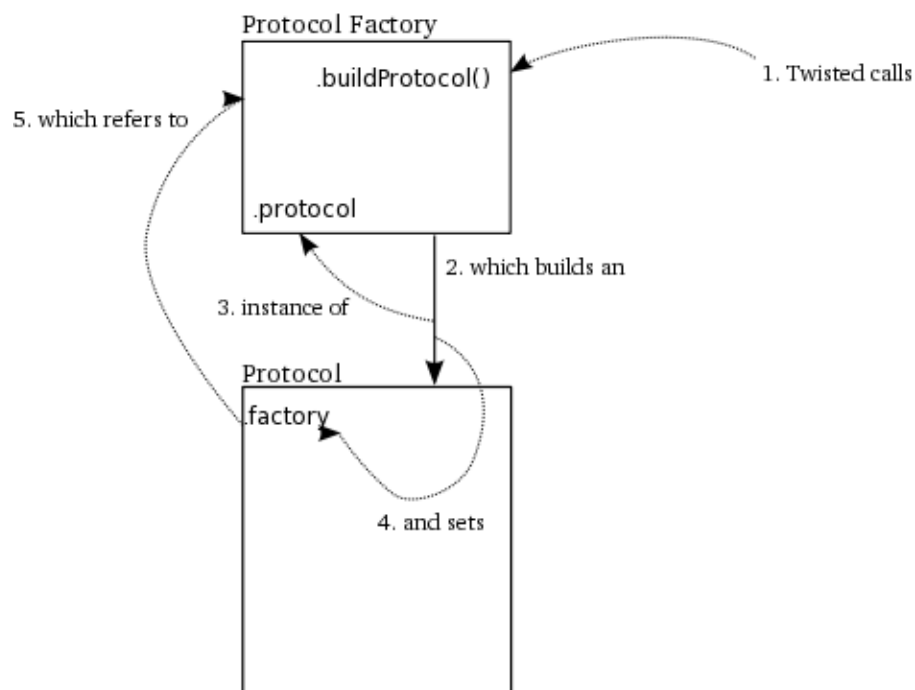 Protocol Factory
.buildProtocol()
1. Twisted calls
5. which refers to
.protocol
2. which builds an
3. instance of
Protocol
.factory
4. and sets